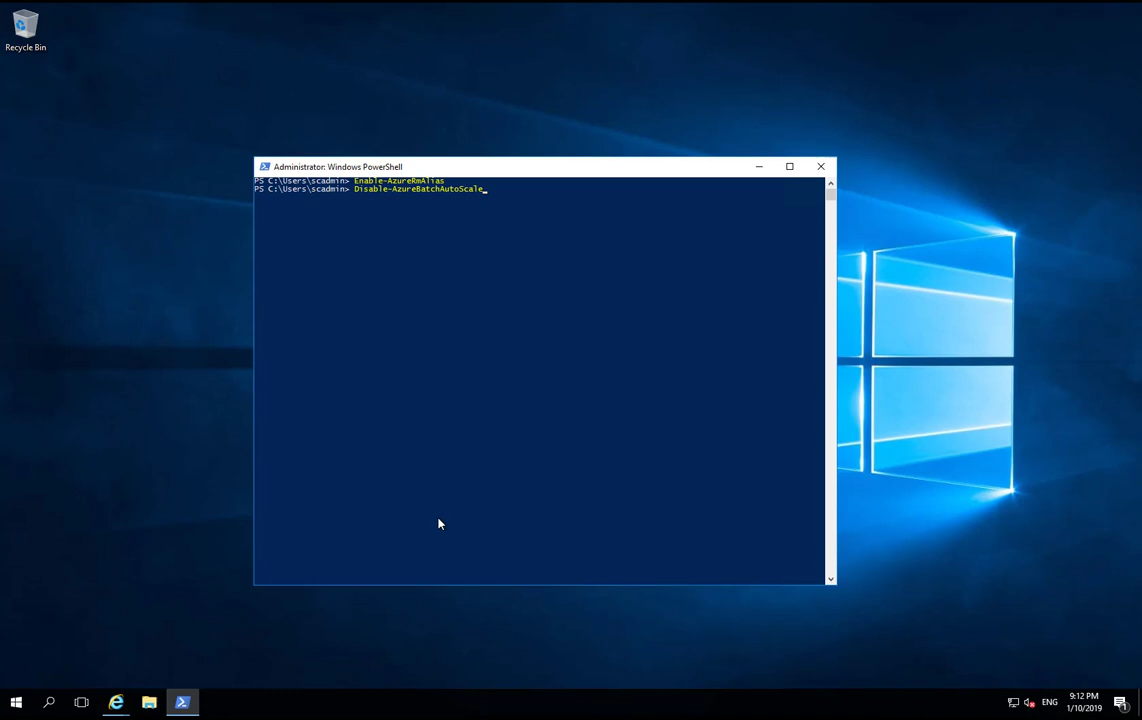 Recycle Bin
Administrator: Windows PowerShell
PS C:\Users\scadmin> Enable-AzureRmAlias
PS C:\Users\scadmin> Disable-AzureBatchAutoScale_
ENG
9:12 PM
1/10/2019
1